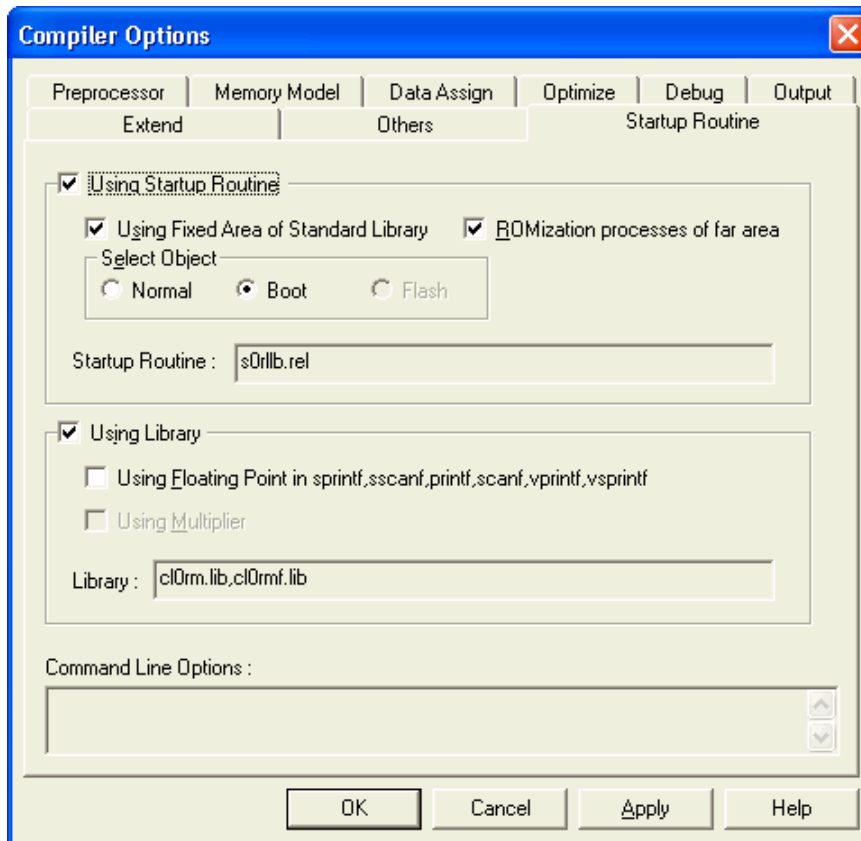 Compiler Options
Preprocessor Memory Model Data Assign Optimize Debug Output
Extend Others Startup Routine
Using Startup Routine
Using Fixed Area of Standard Library ROMization processes of far area
Select Object
Normal Boot Flash
Startup Routine : s0rllb.rel
Using Library
Using Floating Point in sprintf,sscanf,printf,scanf,vprintf,vsprintf
Using Multiplier
Library : cl0rm.lib,cl0rmf.lib
Command Line Options :
OK Cancel Apply Help